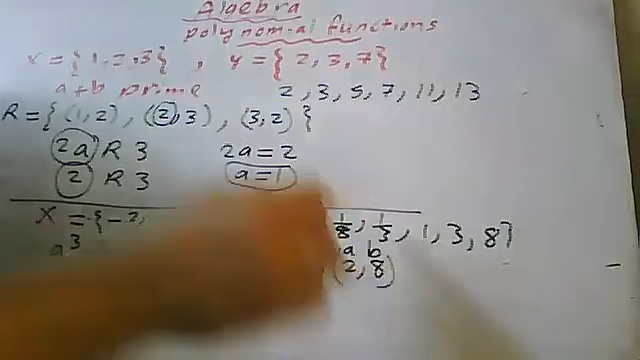 Algebra
polynomial functions
X = {1, 2, 3} , y = { 2, 3, 7}
a+b prime 2, 3, 5, 7, 11, 13
R = { (1, 2) , (2, 3) , (3, 2) }
2a R 3 2a = 2
2 R 3 a = 1
X = {-2, 1/8, 1/3, 1, 3, 8}
a³ a b
(2, 8)